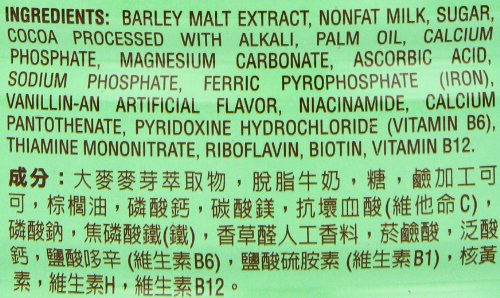 INGREDIENTS: BARLEY MALT EXTRACT, NONFAT MILK, SUGAR,
COCOA PROCESSED WITH ALKALI, PALM OIL, CALCIUM
PHOSPHATE, MAGNESIUM CARBONATE, ASCORBIC ACID,
SODIUM PHOSPHATE, FERRIC PYROPHOSPHATE (IRON),
VANILLIN-AN ARTIFICIAL FLAVOR, NIACINAMIDE, CALCIUM
PANTOTHENATE, PYRIDOXINE HYDROCHLORIDE (VITAMIN B6),
THIAMINE MONONITRATE, RIBOFLAVIN, BIOTIN, VITAMIN B12.
成分：大麥麥芽萃取物，脫脂牛奶，糖，鹼加工可
可，棕櫚油，磷酸鈣，碳酸鎂，抗壞血酸(維他命C)，
磷酸鈉，焦磷酸鐵(鐵)，香草醛人工香料，菸鹼酸，泛酸
鈣，鹽酸哆辛 (維生素B6)，鹽酸硫胺素 (維生素B1)，核黃
素，維生素H，維生素B12。